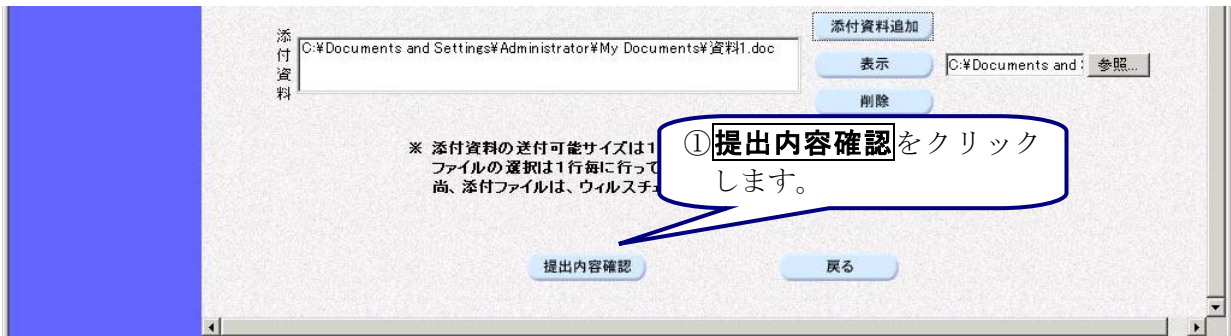 添付資料
C:¥Documents and Settings¥Administrator¥My Documents¥資料1.doc
添付資料追加
表示
C:¥Documents and
参照...
削除
※ 添付資料の送付可能サイズは1
ファイルの選択は1行毎に行って
尚、添付ファイルは、ウィルスチェ
①提出内容確認をクリック
します。
提出内容確認
戻る